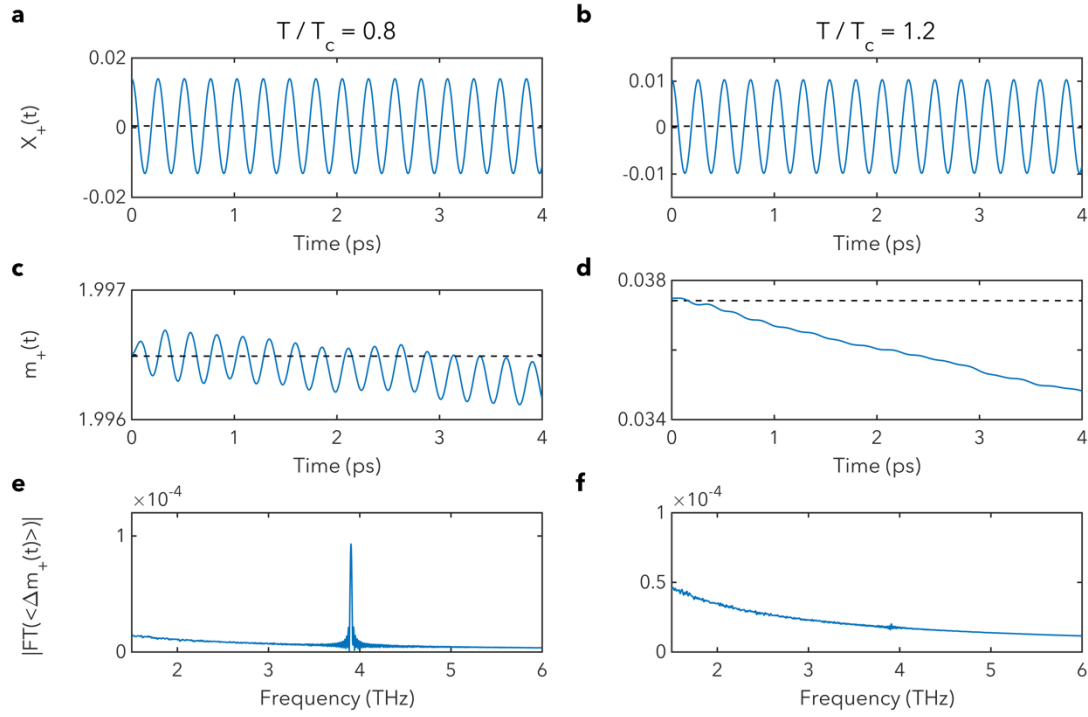 a
T / T_c = 0.8
0.02
0
-0.02
X_+(t)
0 1 2 3 4
Time (ps)
b
T / T_c = 1.2
0.01
0
-0.01
0 1 2 3 4
Time (ps)
c
1.997
1.996
m_+(t)
0 1 2 3 4
Time (ps)
d
0.038
0.034
0 1 2 3 4
Time (ps)
e
×10^-4
1
0
|FT(<Δm_+(t)>)|
2 3 4 5 6
Frequency (THz)
f
×10^-4
1
0.5
0
2 3 4 5 6
Frequency (THz)